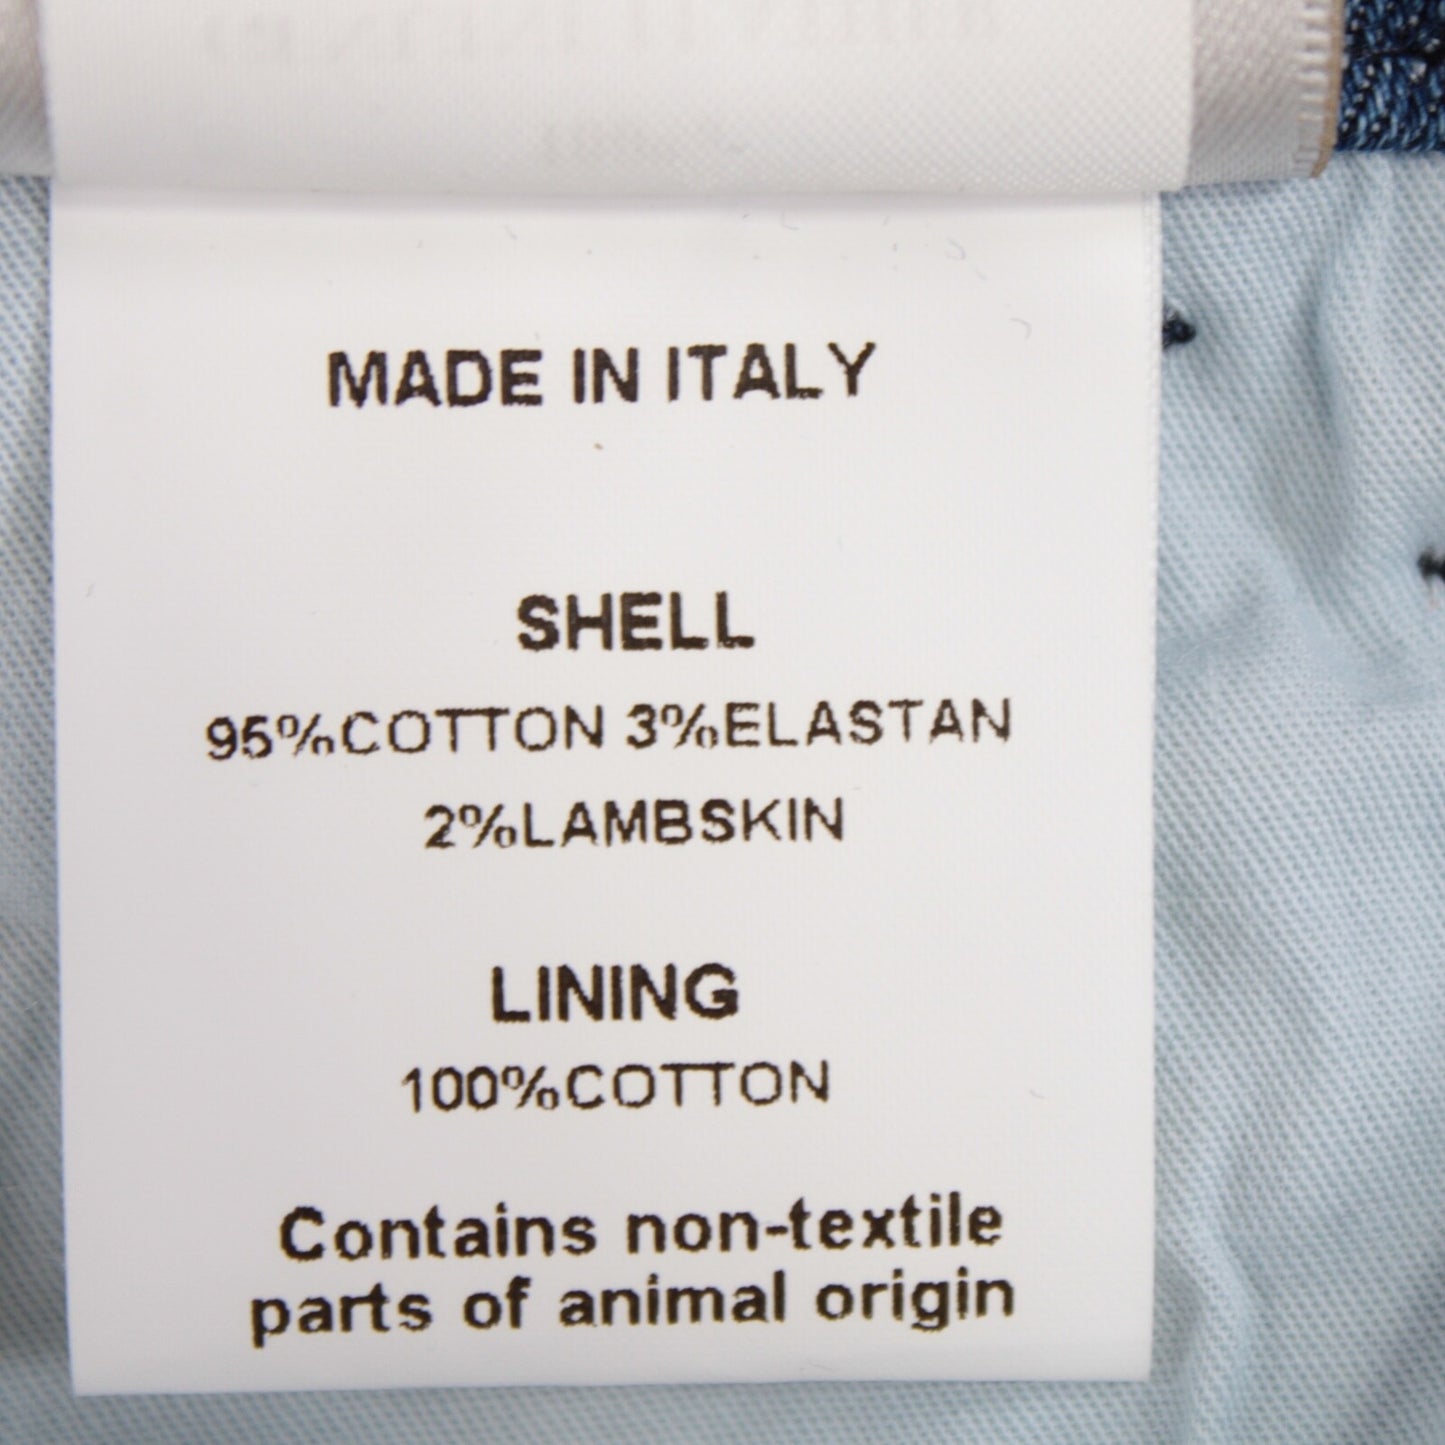 MADE IN ITALY
SHELL
95%COTTON 3%ELASTAN
2%LAMBSKIN
LINING
100%COTTON
Contains non-textile
parts of animal origin